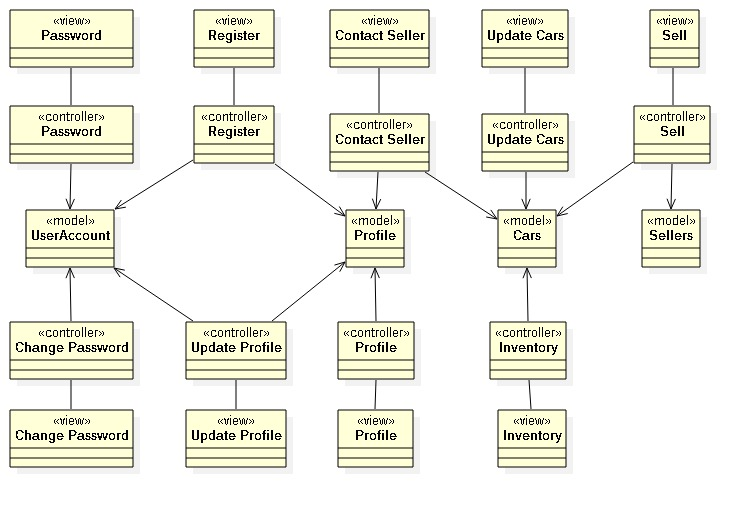 «view»
Password
«view»
Register
«view»
Contact Seller
«view»
Update Cars
«view»
Sell
«controller»
Password
«controller»
Register
«controller»
Contact Seller
«controller»
Update Cars
«controller»
Sell
«model»
UserAccount
«model»
Profile
«model»
Cars
«model»
Sellers
«controller»
Change Password
«controller»
Update Profile
«controller»
Profile
«controller»
Inventory
«view»
Change Password
«view»
Update Profile
«view»
Profile
«view»
Inventory